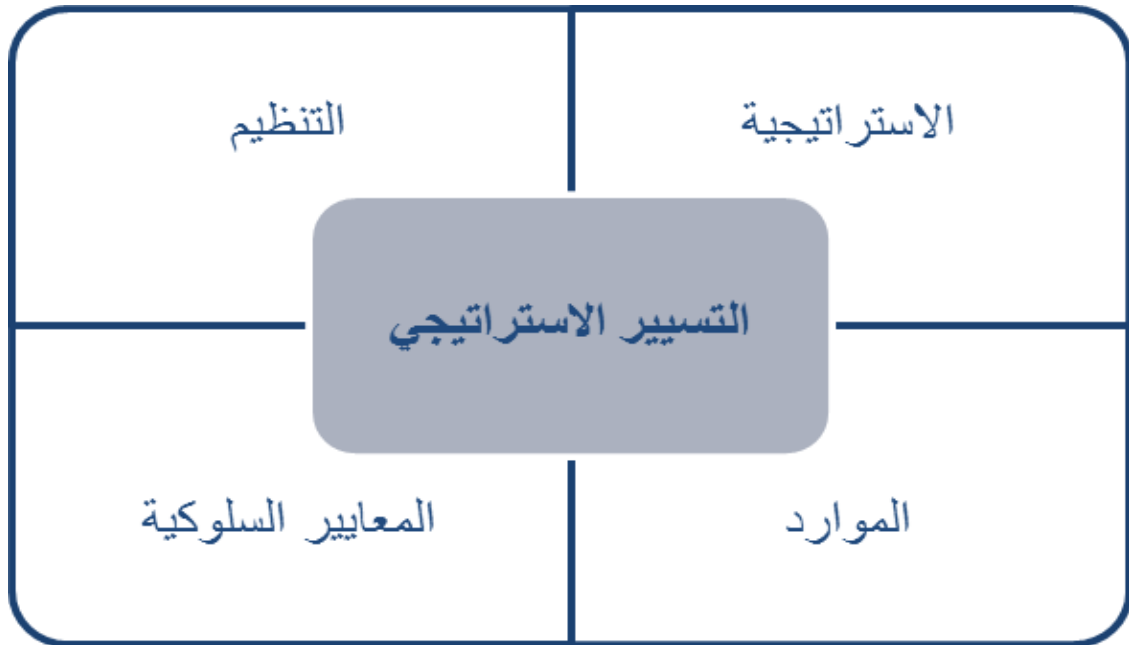 الاستراتيجية
التنظيم
التسيير الاستراتيجي
الموارد
المعايير السلوكية